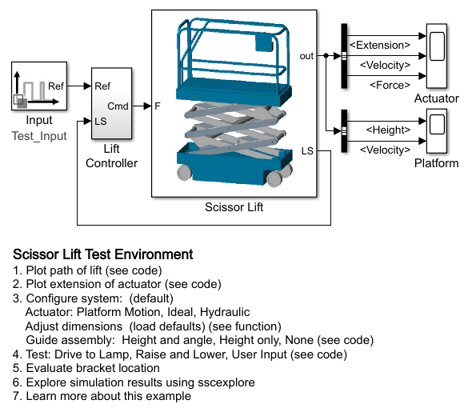 <Extension>
out
<Velocity>
Ref
Ref
<Force>
Cmd
F
Actuator
LS
Input
<Height>
Test_Input
Lift
Controller
LS
<Velocity>
Platform
Scissor Lift
Scissor Lift Test Environment
1. Plot path of lift (see code)
2. Plot extension of actuator (see code)
3. Configure system: (default)
Actuator: Platform Motion, Ideal, Hydraulic
Adjust dimensions (load defaults) (see function)
Guide assembly: Height and angle, Height only, None (see code)
4. Test: Drive to Lamp, Raise and Lower, User Input (see code)
5. Evaluate bracket location
6. Explore simulation results using sscexplore
7. Learn more about this example